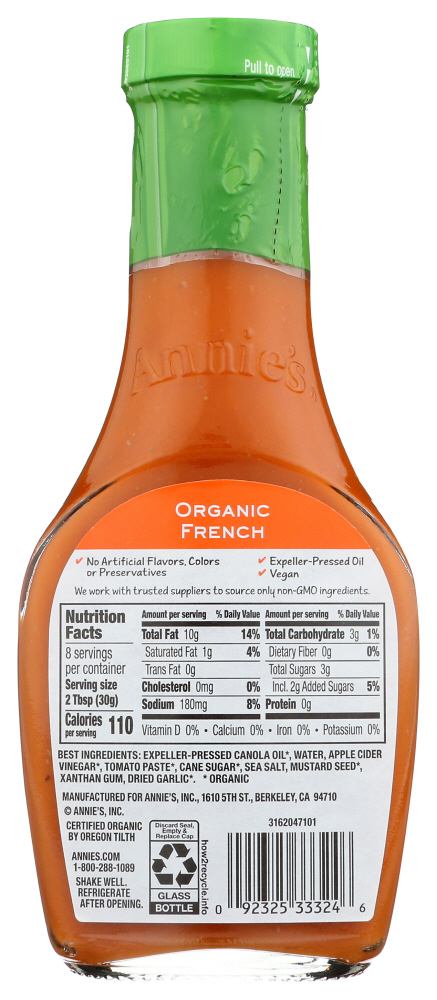 Pull to open
Annie's
ORGANIC
FRENCH
✔ No Artificial Flavors, Colors
or Preservatives
✔ Expeller-Pressed Oil
✔ Vegan
We work with trusted suppliers to source only non-GMO ingredients.
Nutrition
Facts
8 servings
per container
Serving size
2 Tbsp (30g)
Calories 110
per serving
Amount per serving % Daily Value
Total Fat 10g 14%
Saturated Fat 1g 4%
Trans Fat 0g
Cholesterol 0mg 0%
Sodium 180mg 8%
Amount per serving % Daily Value
Total Carbohydrate 3g 1%
Dietary Fiber 0g 0%
Total Sugars 3g
Incl. 2g Added Sugars 5%
Protein 0g
Vitamin D 0% • Calcium 0% • Iron 0% • Potassium 0%
BEST INGREDIENTS: EXPELLER-PRESSED CANOLA OIL*, WATER, APPLE CIDER
VINEGAR*, TOMATO PASTE*, CANE SUGAR*, SEA SALT, MUSTARD SEED*,
XANTHAN GUM, DRIED GARLIC*. * ORGANIC
MANUFACTURED FOR ANNIE'S, INC., 1610 5TH ST., BERKELEY, CA 94710
© ANNIE'S, INC.
CERTIFIED ORGANIC
BY OREGON TILTH
ANNIES.COM
1-800-288-1089
SHAKE WELL.
REFRIGERATE
AFTER OPENING.
Discard Seal,
Empty &
Replace Cap
GLASS
BOTTLE
how2recycle.info
3162047101
0 92325 33324 6